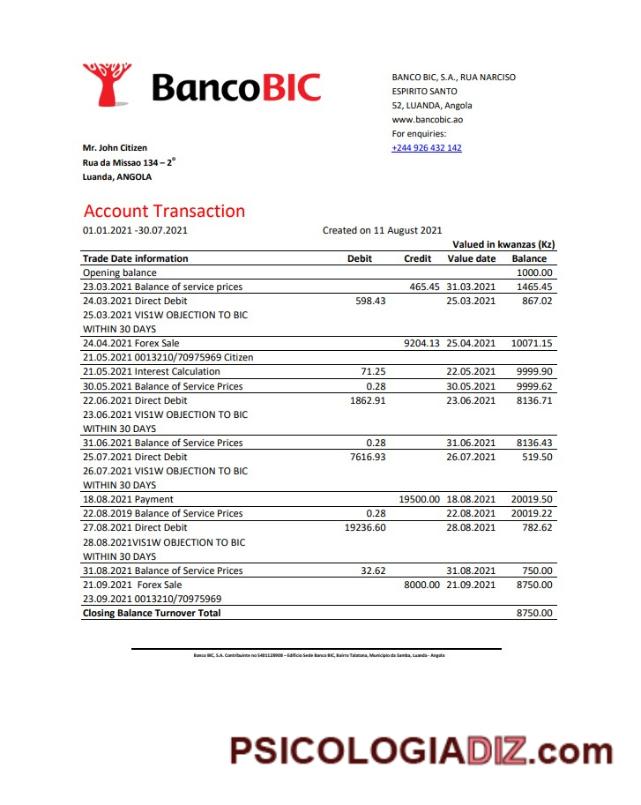 BancoBIC
BANCO BIC, S.A., RUA NARCISO
ESPIRITO SANTO
52, LUANDA, Angola
www.bancobic.ao
For enquiries:
+244 926 432 142
Mr. John Citizen
Rua da Missao 134 – 2°
Luanda, ANGOLA
Account Transaction
01.01.2021 -30.07.2021 Created on 11 August 2021
Valued in kwanzas (Kz)
Trade Date information Debit Credit Value date Balance
Opening balance 1000.00
23.03.2021 Balance of service prices 465.45 31.03.2021 1465.45
24.03.2021 Direct Debit 598.43 25.03.2021 867.02
25.03.2021 VIS1W OBJECTION TO BIC
WITHIN 30 DAYS
24.04.2021 Forex Sale 9204.13 25.04.2021 10071.15
21.05.2021 0013210/70975969 Citizen
21.05.2021 Interest Calculation 71.25 22.05.2021 9999.90
30.05.2021 Balance of Service Prices 0.28 30.05.2021 9999.62
22.06.2021 Direct Debit 1862.91 23.06.2021 8136.71
23.06.2021 VIS1W OBJECTION TO BIC
WITHIN 30 DAYS
31.06.2021 Balance of Service Prices 0.28 31.06.2021 8136.43
25.07.2021 Direct Debit 7616.93 26.07.2021 519.50
26.07.2021 VIS1W OBJECTION TO BIC
WITHIN 30 DAYS
18.08.2021 Payment 19500.00 18.08.2021 20019.50
22.08.2019 Balance of Service Prices 0.28 22.08.2021 20019.22
27.08.2021 Direct Debit 19236.60 28.08.2021 782.62
28.08.2021VIS1W OBJECTION TO BIC
WITHIN 30 DAYS
31.08.2021 Balance of Service Prices 32.62 31.08.2021 750.00
21.09.2021 Forex Sale 8000.00 21.09.2021 8750.00
23.09.2021 0013210/70975969
Closing Balance Turnover Total 8750.00
Banco BIC, S.A. Contribuinte no 5401129908 – Edifício Sede Banco BIC, Bairro Talatona, Município da Samba, Luanda - Angola
PSICOLOGIADIZ.com